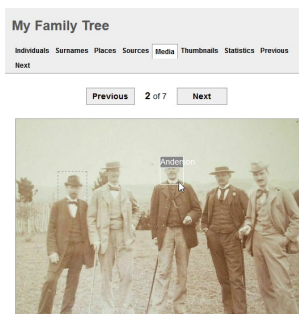 My Family Tree
Individuals Surnames Places Sources Media Thumbnails Statistics Previous
Next
Previous 2 of 7 Next
Anderson